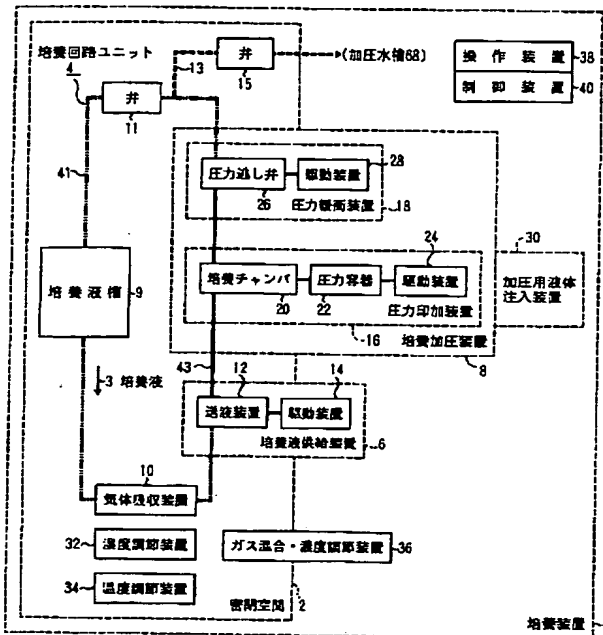 培養回路ユニット
4
13
弁
15
(加圧水槽68)
操作装置
38
制御装置
40
弁
11
41
圧力逃し弁
26
駆動装置
28
圧力緩衝装置
18
24
30
培養液槽
9
培養チャンバ
20
圧力容器
22
駆動装置
圧力印加装置
16
培養加圧装置
8
加圧用液体
注入装置
3 培養液
43
12
送液装置
14
駆動装置
培養液供給装置
6
10
気体吸収装置
32
湿度調節装置
ガス混合・濃度調節装置
36
34
温度調節装置
密閉空間
2
培養装置